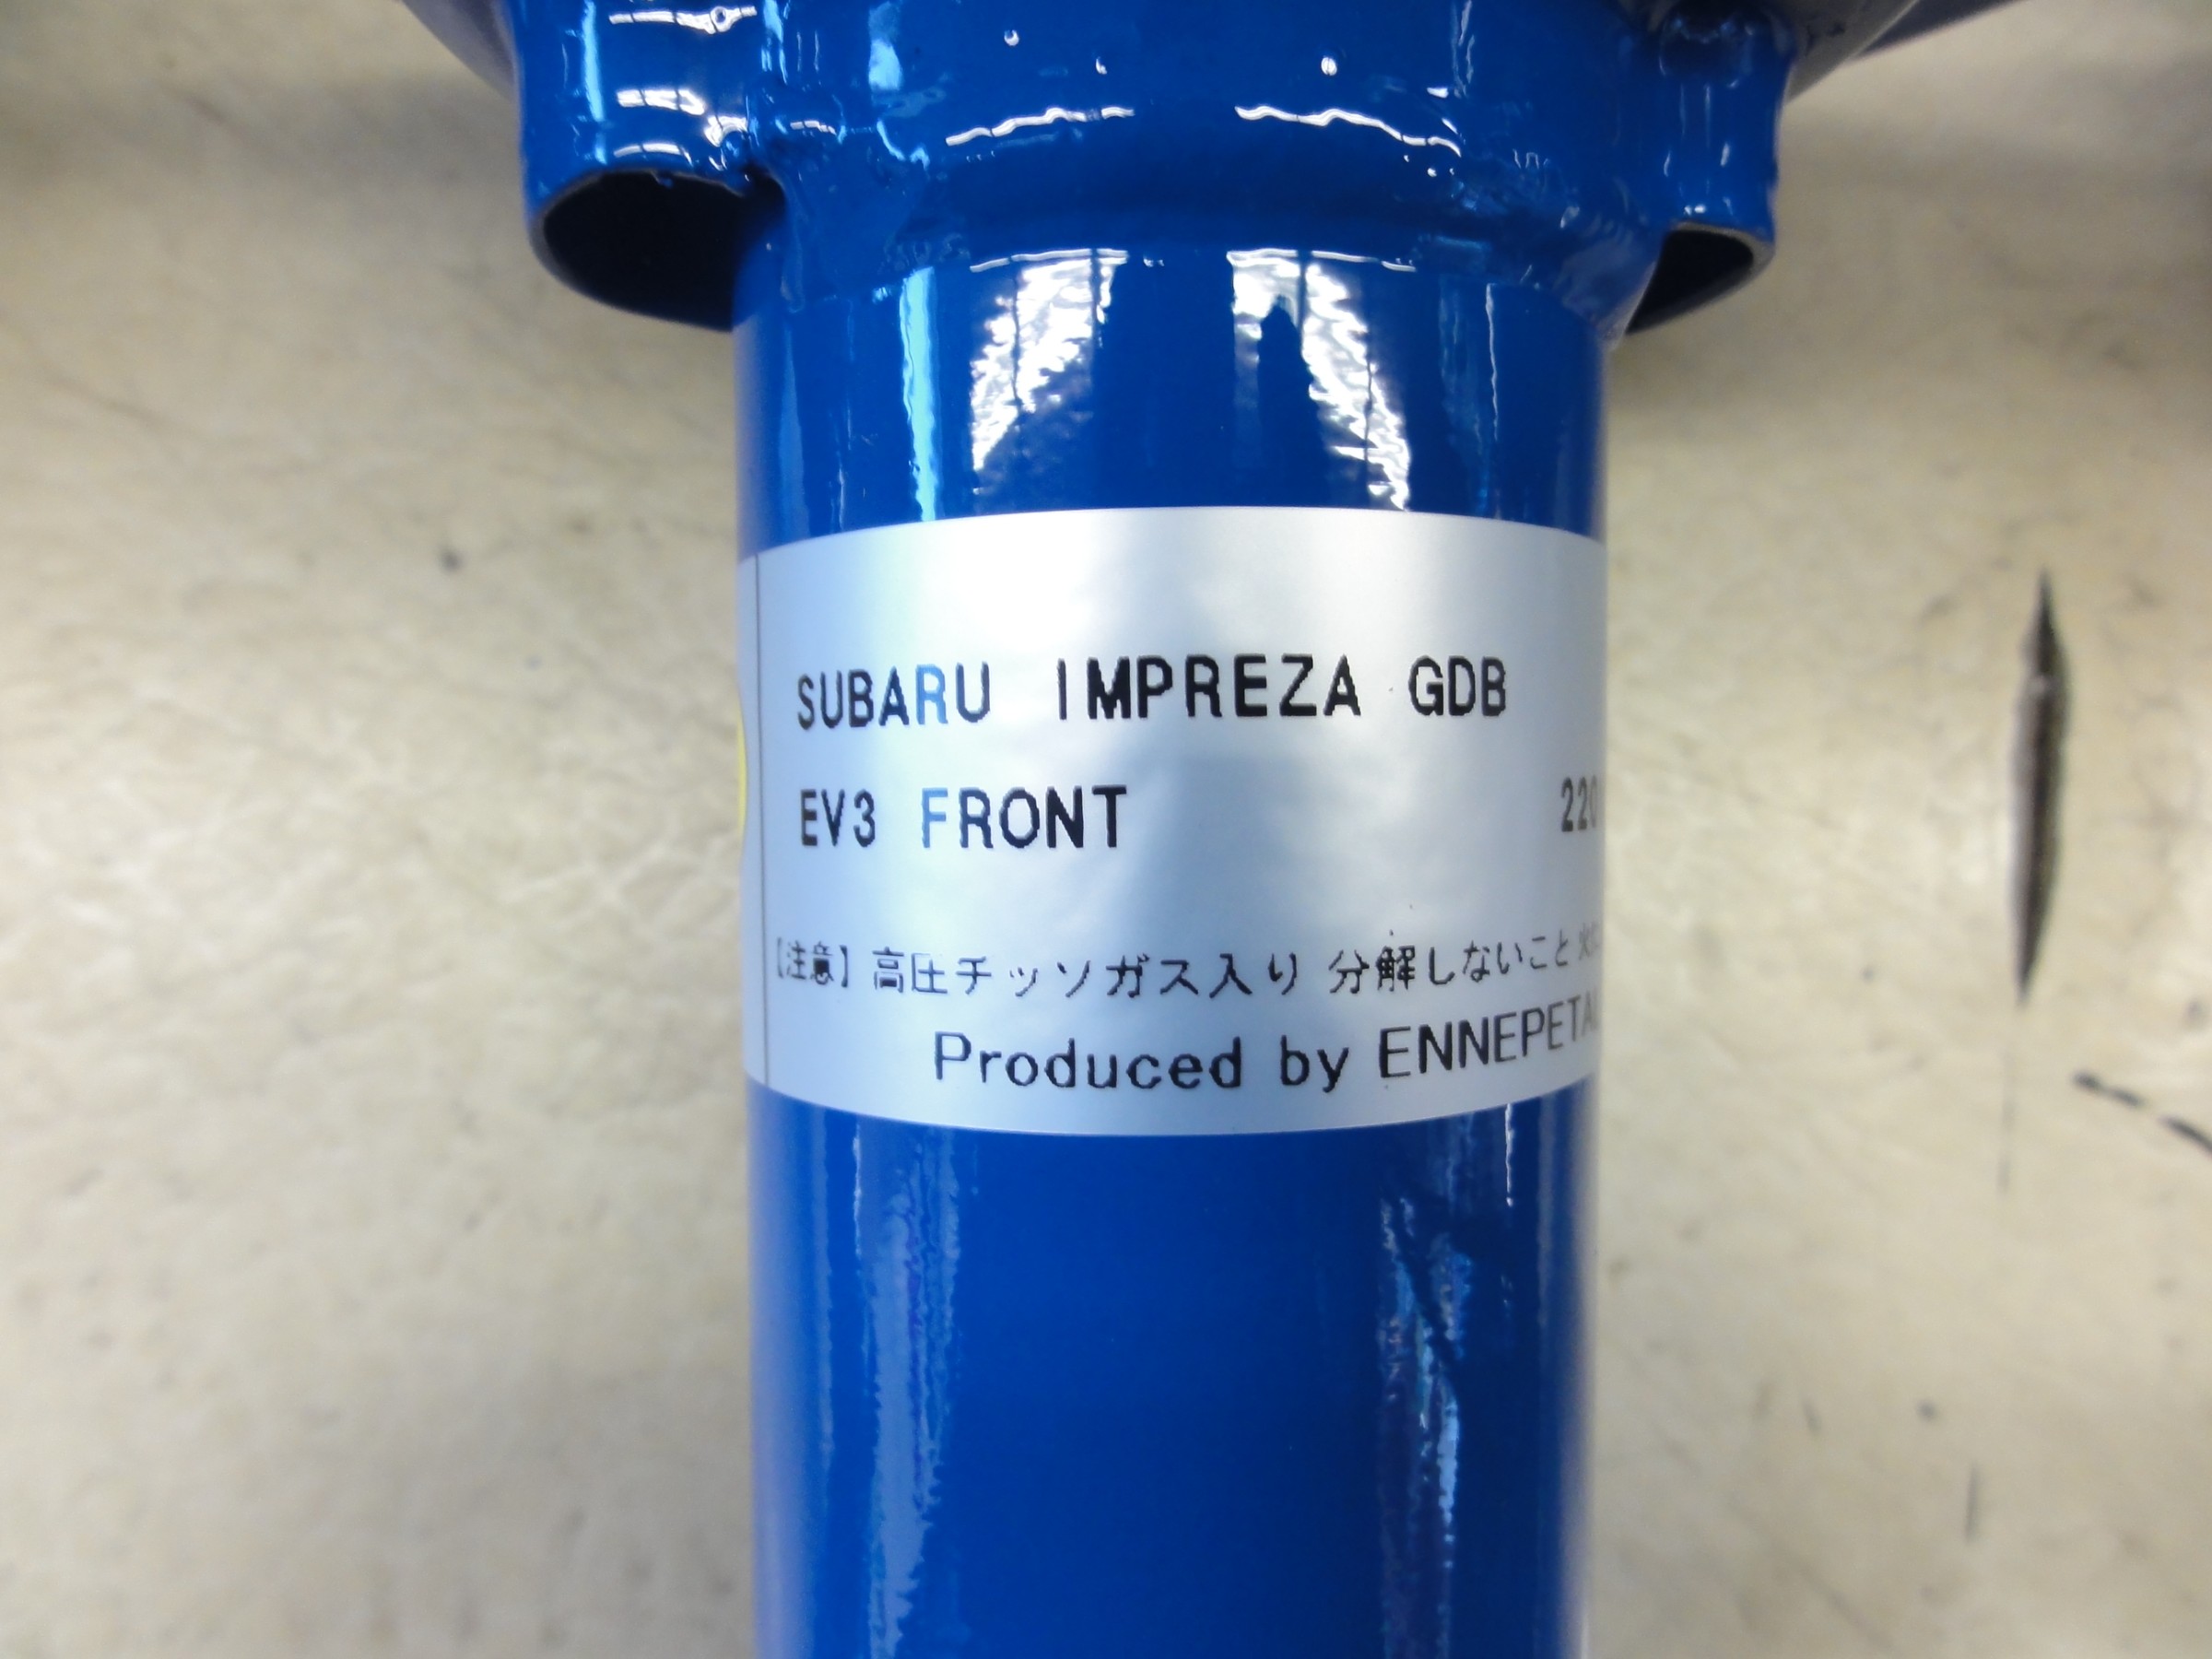 SUBARU IMPREZA GDB
EV3 FRONT 220
【注意】高圧チッソガス入り 分解しないこと
Produced by ENNEPETAL